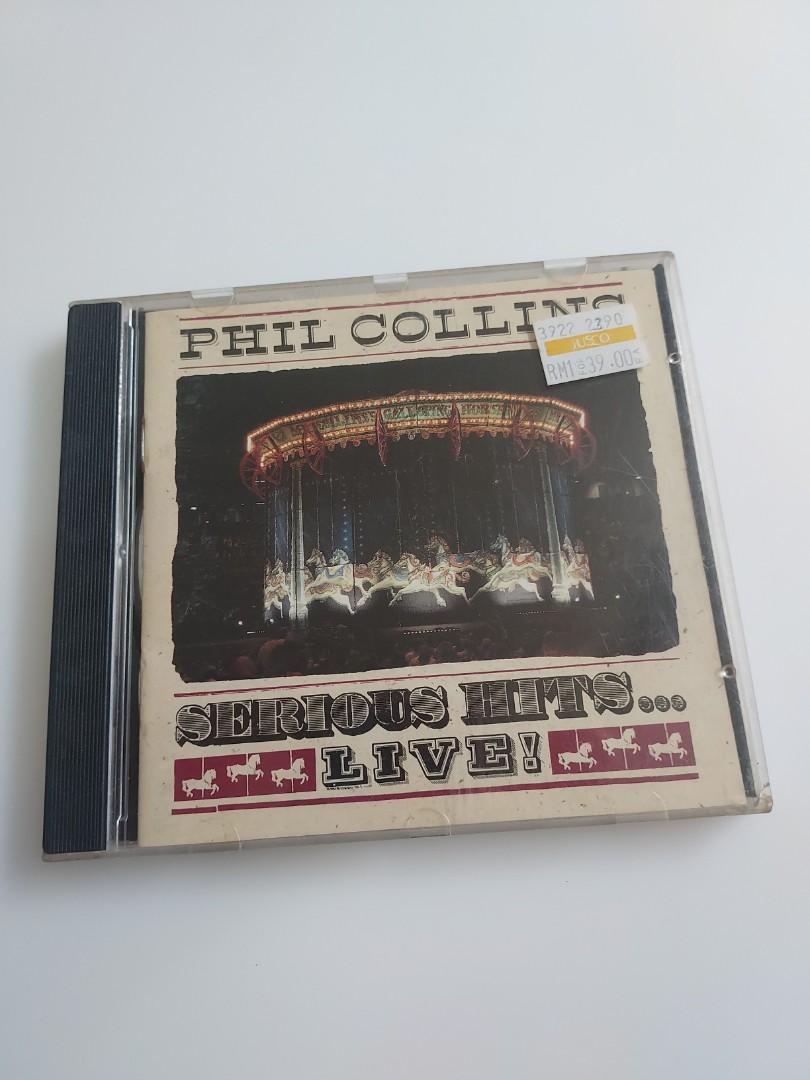 PHIL COLLINS
3922 2290
JUSCO
RM 39.00
SERIOUS HITS...
LIVE!